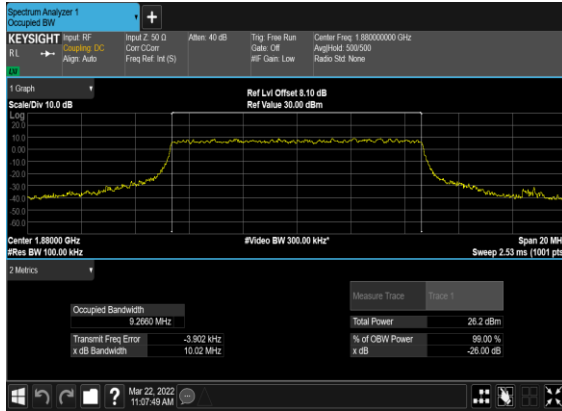 Spectrum Analyzer 1
Occupied BW
KEYSIGHT
RL
Input: RF
Coupling: DC
Align: Auto
Input Z: 50 Ω
Corr CCorr
Freq Ref: Int (S)
Atten: 40 dB
Trig: Free Run
Gate: Off
#IF Gain: Low
Center Freq: 1.880000000 GHz
Avg|Hold: 500/500
Radio Std: None
1 Graph
Scale/Div 10.0 dB
Ref Lvl Offset 8.10 dB
Ref Value 30.00 dBm
Log
20.0
10.0
0.00
-10.0
-20.0
-30.0
-40.0
-50.0
-60.0
Center 1.88000 GHz
#Res BW 100.00 kHz
#Video BW 300.00 kHz*
Span 20 MH
Sweep 2.53 ms (1001 pts
2 Metrics
Measure Trace
Trace 1
Occupied Bandwidth
9.2660 MHz
Total Power
26.2 dBm
Transmit Freq Error
-3.902 kHz
% of OBW Power
99.00 %
x dB Bandwidth
10.02 MHz
x dB
-26.00 dB
?
Mar 22, 2022
11:07:49 AM